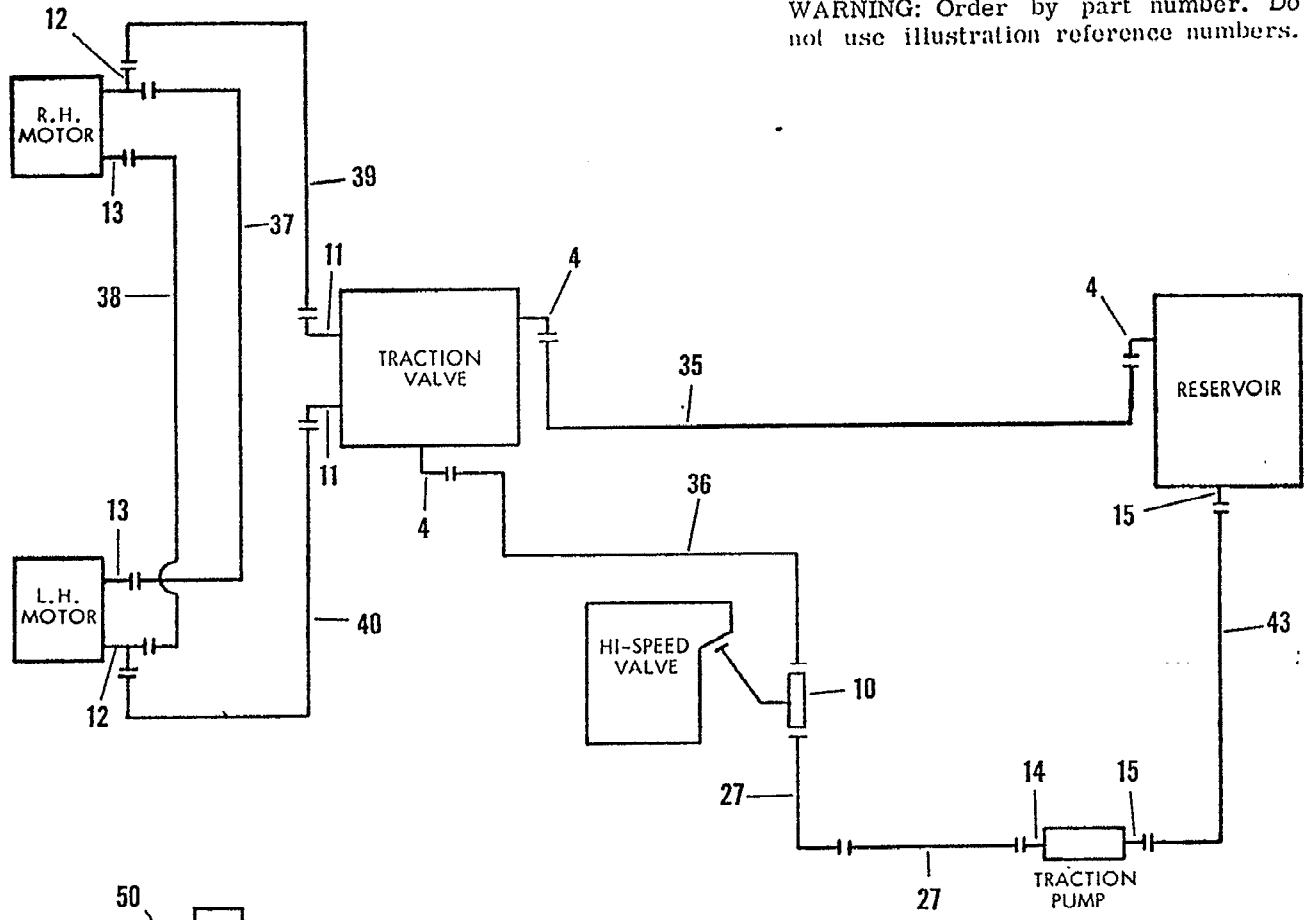 WARNING: Order by part number. Do
not use illustration reference numbers.
12
R.H.
MOTOR
13
39
37
38
11
4
4
TRACTION
VALVE
35
RESERVOIR
11
4
36
15
13
L.H.
MOTOR
12
40
HI-SPEED
VALVE
10
43
27
14
15
27
TRACTION
PUMP
50